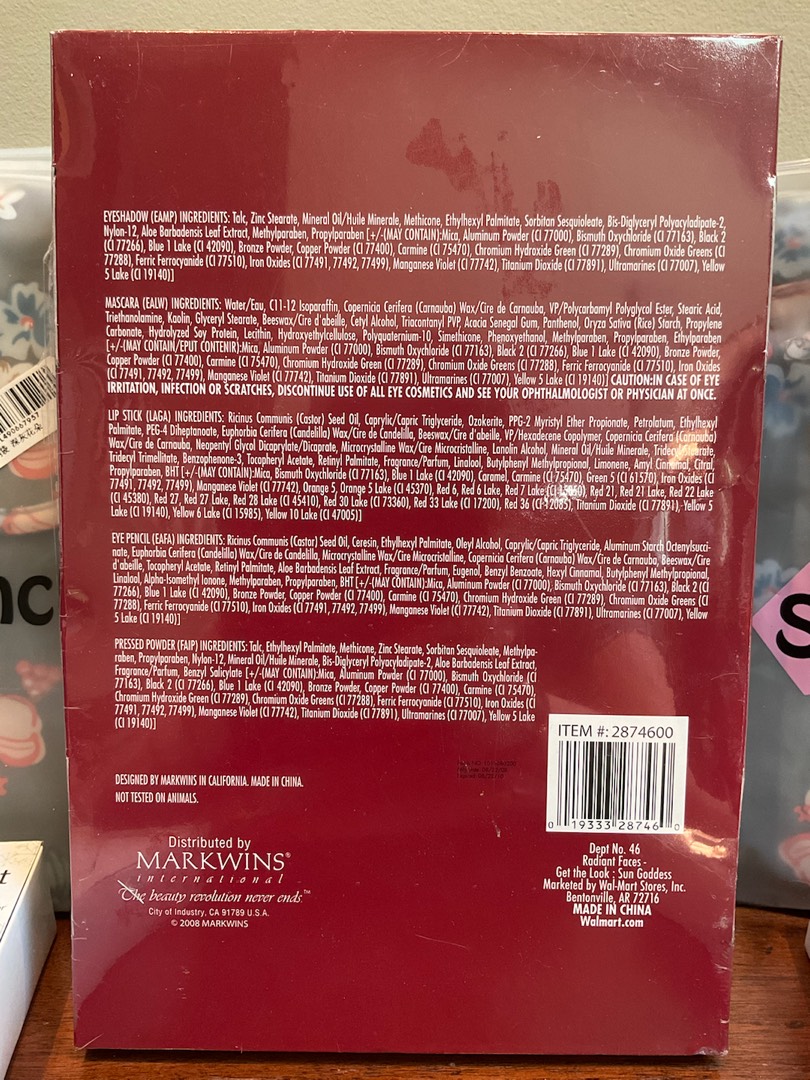 EYESHADOW (EAMP) INGREDIENTS: Talc, Zinc Stearate, Mineral Oil/Huile Minerale, Methicone, Ethylhexyl Palmitate, Sorbitan Sesquioleate, Bis-Diglyceryl Polyacyladipate-2,
Nylon-12, Aloe Barbadensis Leaf Extract, Methylparaben, Propylparaben [+/-(MAY CONTAIN):Mica, Aluminum Powder (CI 77000), Bismuth Oxychloride (CI 77163), Black 2
(CI 77266), Blue 1 Lake (CI 42090), Bronze Powder, Copper Powder (CI 77400), Carmine (CI 75470), Chromium Hydroxide Green (CI 77289), Chromium Oxide Greens (CI
77288), Ferric Ferrocyanide (CI 77510), Iron Oxides (CI 77491, 77492, 77499), Manganese Violet (CI 77742), Titanium Dioxide (CI 77891), Ultramarines (CI 77007), Yellow
5 Lake (CI 19140)]
MASCARA (EALW) INGREDIENTS: Water/Eau, C11-12 Isoparaffin, Copernicia Cerifera (Carnauba) Wax/Cire de Carnauba, VP/Polycarbamyl Polyglycol Ester, Stearic Acid,
Triethanolamine, Kaolin, Glyceryl Stearate, Beeswax/Cire d'abeille, Cetyl Alcohol, Triacontanyl PVP, Acacia Senegal Gum, Panthenol, Oryza Sativa (Rice) Starch, Propylene
Carbonate, Hydrolyzed Soy Protein, Lecithin, Hydroxyethylcellulose, Polyquaternium-10, Simethicone, Phenoxyethanol, Methylparaben, Propylparaben, Ethylparaben
[+/-(MAY CONTAIN/EPUT CONTENIR):Mica, Aluminum Powder (CI 77000), Bismuth Oxychloride (CI 77163), Black 2 (CI 77266), Blue 1 Lake (CI 42090), Bronze Powder,
Copper Powder (CI 77400), Carmine (CI 75470), Chromium Hydroxide Green (CI 77289), Chromium Oxide Greens (CI 77288), Ferric Ferrocyanide (CI 77510), Iron Oxides
(CI 77491, 77492, 77499), Manganese Violet (CI 77742), Titanium Dioxide (CI 77891), Ultramarines (CI 77007), Yellow 5 Lake (CI 19140)] CAUTION:IN CASE OF EYE
IRRITATION, INFECTION OR SCRATCHES, DISCONTINUE USE OF ALL EYE COSMETICS AND SEE YOUR OPHTHALMOLOGIST OR PHYSICIAN AT ONCE.
LIP STICK (LAGA) INGREDIENTS: Ricinus Communis (Castor) Seed Oil, Caprylic/Capric Triglyceride, Ozokerite, PPG-2 Myristyl Ether Propionate, Petrolatum, Ethylhexyl
Palmitate, PEG-4 Diheptanoate, Euphorbia Cerifera (Candelilla) Wax/Cire de Candelilla, Beeswax/Cire d'abeille, VP/Hexadecene Copolymer, Copernicia Cerifera (Carnauba)
Wax/Cire de Carnauba, Neopentyl Glycol Dicaprylate/Dicaprate, Microcrystalline Wax/Cire Microcristalline, Lanolin Alcohol, Mineral Oil/Huile Minerale, Tridecyl Stearate,
Tridecyl Trimellitate, Benzophenone-3, Tocopheryl Acetate, Retinyl Palmitate, Fragrance/Parfum, Linalool, Butylphenyl Methylpropional, Limonene, Amyl Cinnamal, Citral,
Propylparaben, BHT [+/-(MAY CONTAIN):Mica, Bismuth Oxychloride (CI 77163), Blue 1 Lake (CI 42090), Caramel, Carmine (CI 75470), Green 5 (CI 61570), Iron Oxides (CI
77491, 77492, 77499), Manganese Violet (CI 77742), Orange 5, Orange 5 Lake (CI 45370), Red 6, Red 6 Lake, Red 7 Lake (CI 15850), Red 21, Red 21 Lake, Red 22 Lake
(CI 45380), Red 27, Red 27 Lake, Red 28 Lake (CI 45410), Red 30 Lake (CI 73360), Red 33 Lake (CI 17200), Red 36 (CI 12085), Titanium Dioxide (CI 77891), Yellow 5
Lake (CI 19140), Yellow 6 Lake (CI 15985), Yellow 10 Lake (CI 47005)]
EYE PENCIL (EAFA) INGREDIENTS: Ricinus Communis (Castor) Seed Oil, Ceresin, Ethylhexyl Palmitate, Oleyl Alcohol, Caprylic/Capric Triglyceride, Aluminum Starch Octenylsucci-
nate, Euphorbia Cerifera (Candelilla) Wax/Cire de Candelilla, Microcrystalline Wax/Cire Microcristalline, Copernicia Cerifera (Carnauba) Wax/Cire de Carnauba, Beeswax/Cire
d'abeille, Tocopheryl Acetate, Retinyl Palmitate, Aloe Barbadensis Leaf Extract, Fragrance/Parfum, Eugenol, Benzyl Benzoate, Hexyl Cinnamal, Butylphenyl Methylpropional,
Linalool, Alpha-Isomethyl Ionone, Methylparaben, Propylparaben, BHT [+/-(MAY CONTAIN):Mica, Aluminum Powder (CI 77000), Bismuth Oxychloride (CI 77163), Black 2 (CI
77266), Blue 1 Lake (CI 42090), Bronze Powder, Copper Powder (CI 77400), Carmine (CI 75470), Chromium Hydroxide Green (CI 77289), Chromium Oxide Greens (CI
77288), Ferric Ferrocyanide (CI 77510), Iron Oxides (CI 77491, 77492, 77499), Manganese Violet (CI 77742), Titanium Dioxide (CI 77891), Ultramarines (CI 77007), Yellow
5 Lake (CI 19140)]
PRESSED POWDER (FAIP) INGREDIENTS: Talc, Ethylhexyl Palmitate, Methicone, Zinc Stearate, Sorbitan Sesquioleate, Methylpa-
raben, Propylparaben, Nylon-12, Mineral Oil/Huile Minerale, Bis-Diglyceryl Polyacyladipate-2, Aloe Barbadensis Leaf Extract,
Fragrance/Parfum, Benzyl Salicylate [+/-(MAY CONTAIN):Mica, Aluminum Powder (CI 77000), Bismuth Oxychloride (CI
77163), Black 2 (CI 77266), Blue 1 Lake (CI 42090), Bronze Powder, Copper Powder (CI 77400), Carmine (CI 75470),
Chromium Hydroxide Green (CI 77289), Chromium Oxide Greens (CI 77288), Ferric Ferrocyanide (CI 77510), Iron Oxides (CI
77491, 77492, 77499), Manganese Violet (CI 77742), Titanium Dioxide (CI 77891), Ultramarines (CI 77007), Yellow 5 Lake
(CI 19140)]
DESIGNED BY MARKWINS IN CALIFORNIA. MADE IN CHINA.
NOT TESTED ON ANIMALS.
Distributed by
MARKWINS®
international
The beauty revolution never ends.™
City of Industry, CA 91789 U.S.A.
© 2008 MARKWINS
ITEM #: 2874600
0 19333 28746 0
Dept No. 46
Radiant Faces -
Get the Look : Sun Goddess
Marketed by Wal-Mart Stores, Inc.
Bentonville, AR 72716
MADE IN CHINA
Walmart.com
nc
S
t